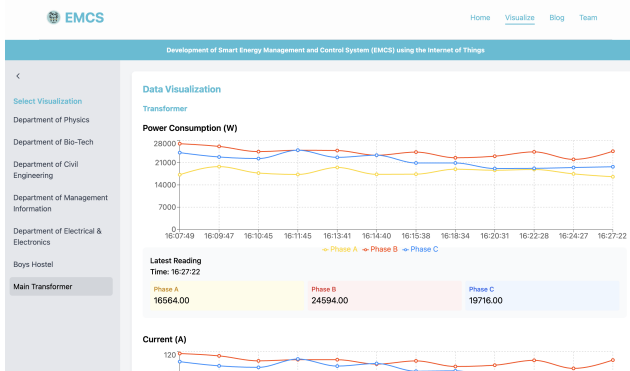 EMCS
Home Visualize Blog Team
Development of Smart Energy Management and Control System (EMCS) using the Internet of Things
Select Visualization
Department of Physics
Department of Bio-Tech
Department of Civil
Engineering
Department of Management
Information
Department of Electrical &
Electronics
Boys Hostel
Main Transformer
Data Visualization
Transformer
Power Consumption (W)
28000
21000
14000
7000
0
16:07:49 16:09:47 16:10:45 16:11:45 16:13:41 16:14:40 16:15:38 16:18:34 16:20:31 16:22:28 16:24:27 16:27:22
Phase A Phase B Phase C
Latest Reading
Time: 16:27:22
Phase A Phase B Phase C
16564.00 24594.00 19716.00
Current (A)
120